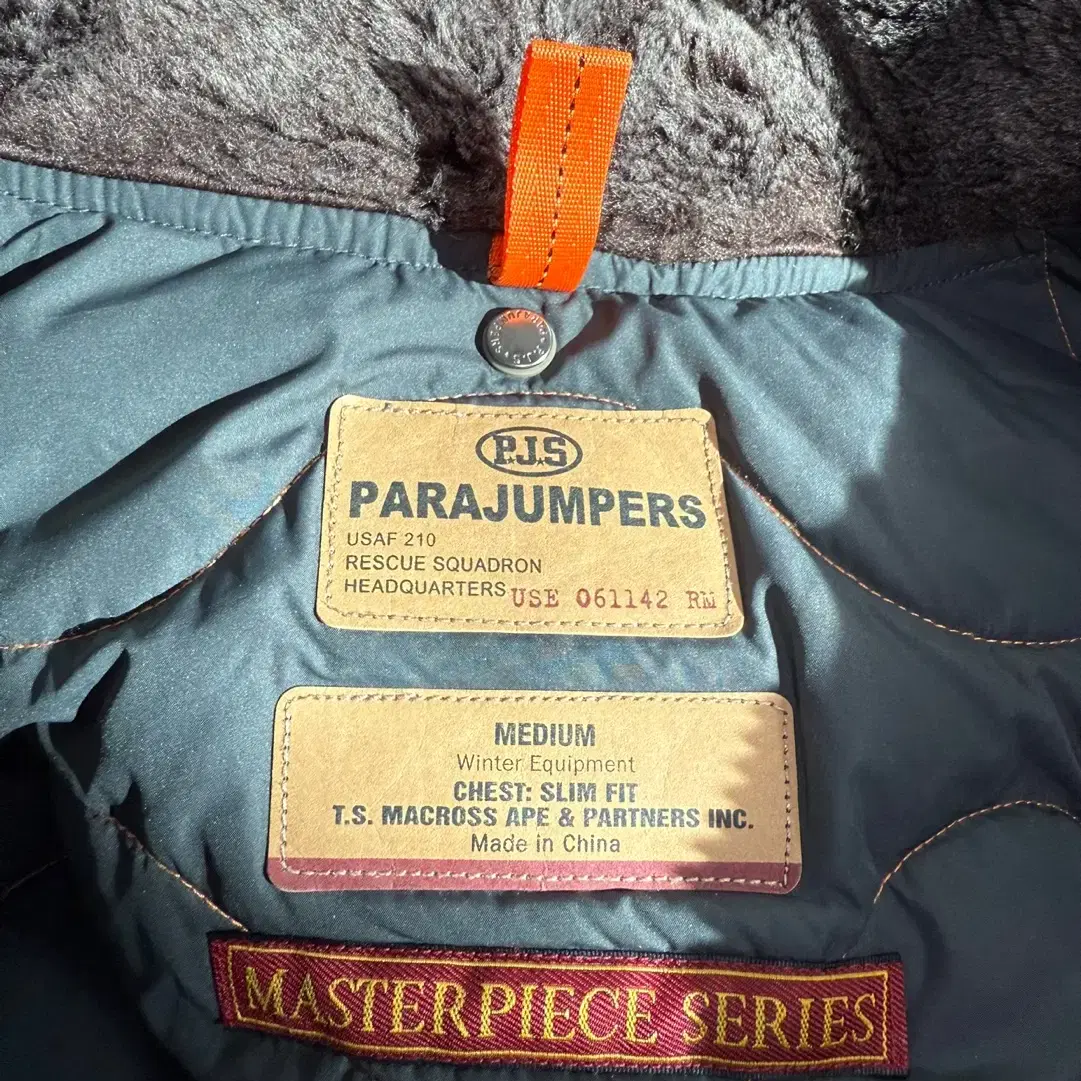 P.J.S
PARAJUMPERS
USAF 210
RESCUE SQUADRON
HEADQUARTERS USE 061142 RM
MEDIUM
Winter Equipment
CHEST: SLIM FIT
T.S. MACROSS APE & PARTNERS INC.
Made in China
MASTERPIECE SERIES